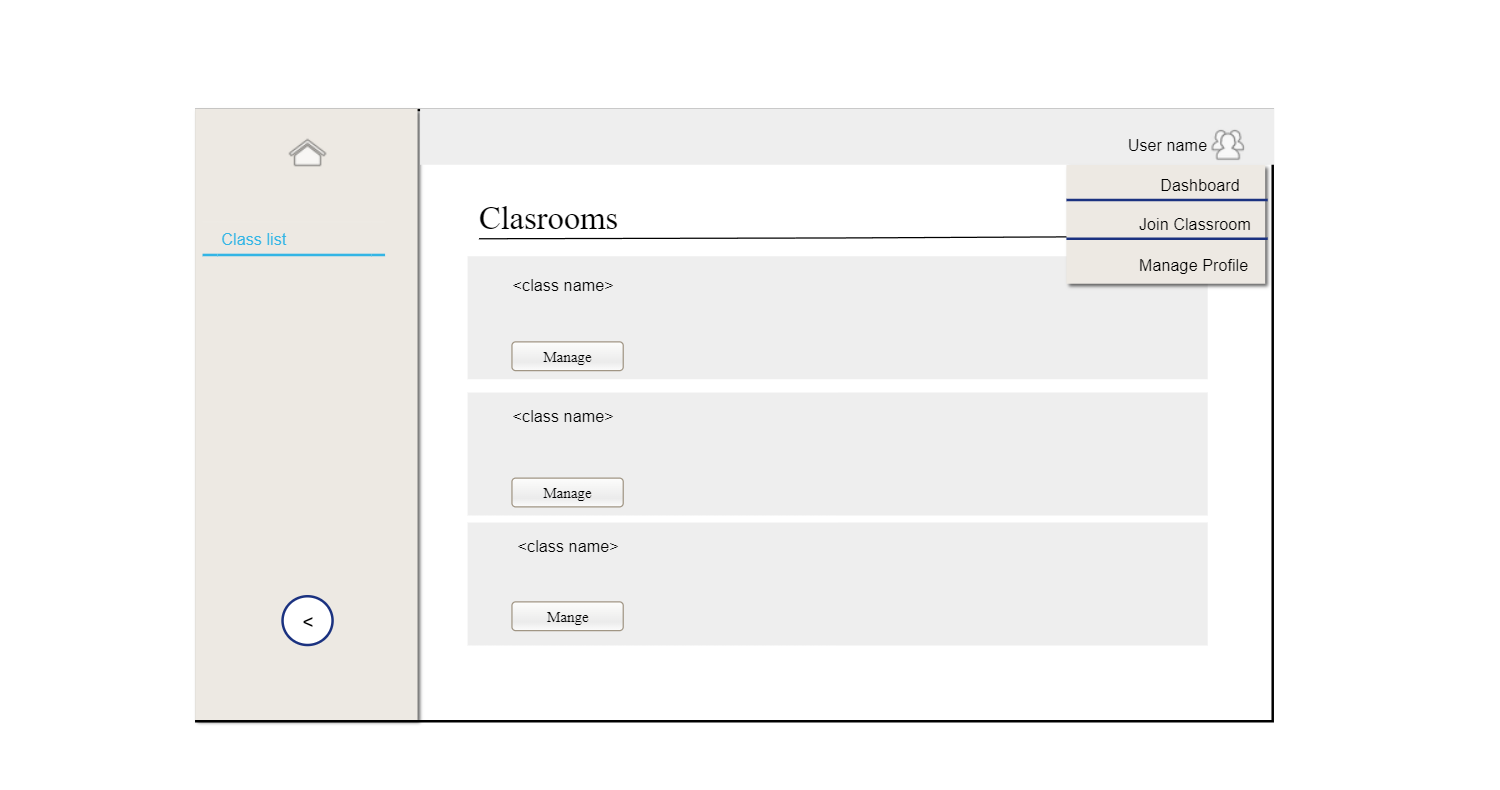 User name
Dashboard
Join Classroom
Manage Profile
Class list
<
Clasrooms
<class name>
Manage
<class name>
Manage
<class name>
Mange